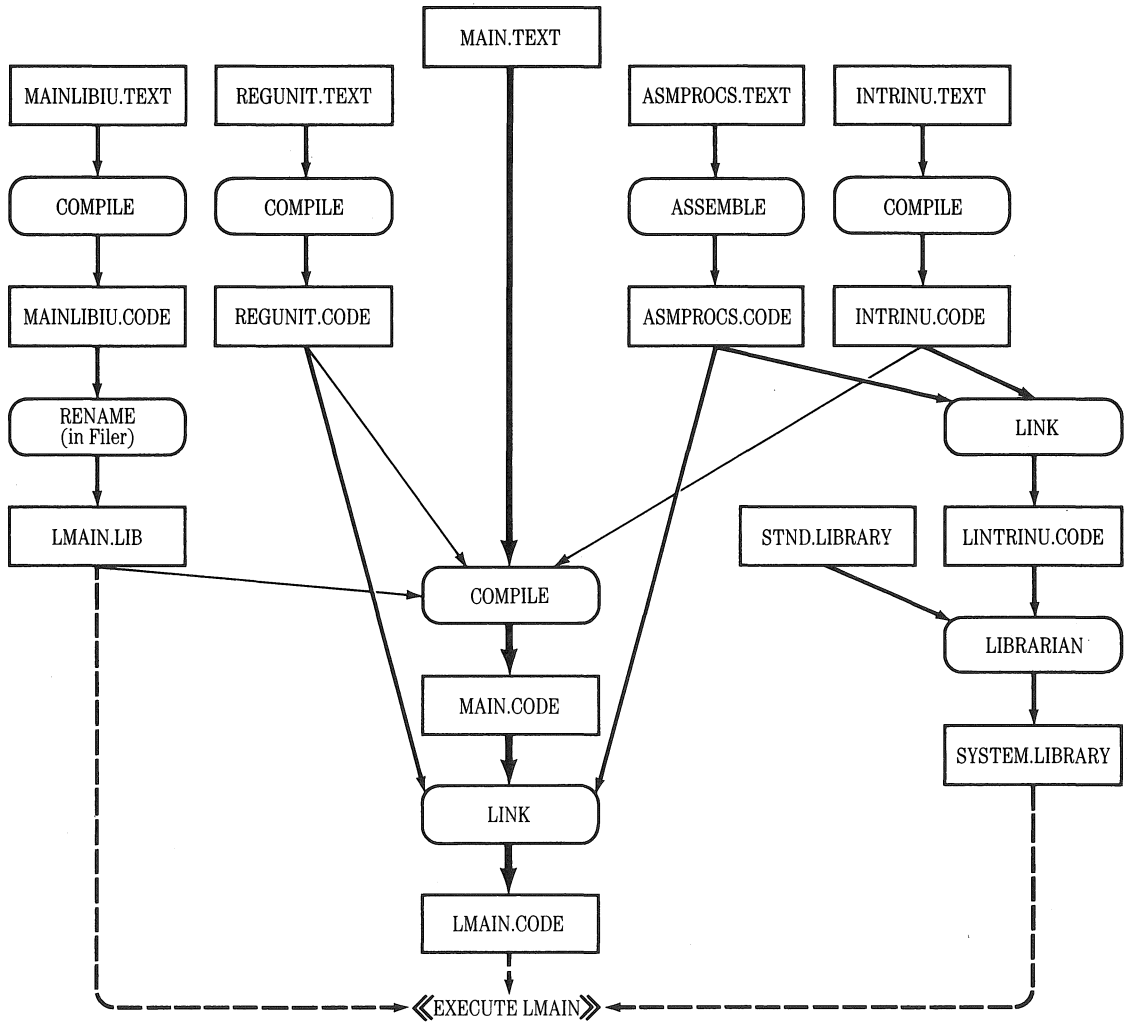 MAIN.TEXT
MAINLIBIU.TEXT
REGUNIT.TEXT
ASMPROCS.TEXT
INTRINU.TEXT
COMPILE
COMPILE
ASSEMBLE
COMPILE
MAINLIBIU.CODE
REGUNIT.CODE
ASMPROCS.CODE
INTRINU.CODE
RENAME
(in Filer)
LINK
LMAIN.LIB
STND.LIBRARY
LINTRINU.CODE
COMPILE
LIBRARIAN
MAIN.CODE
SYSTEM.LIBRARY
LINK
LMAIN.CODE
EXECUTE LMAIN